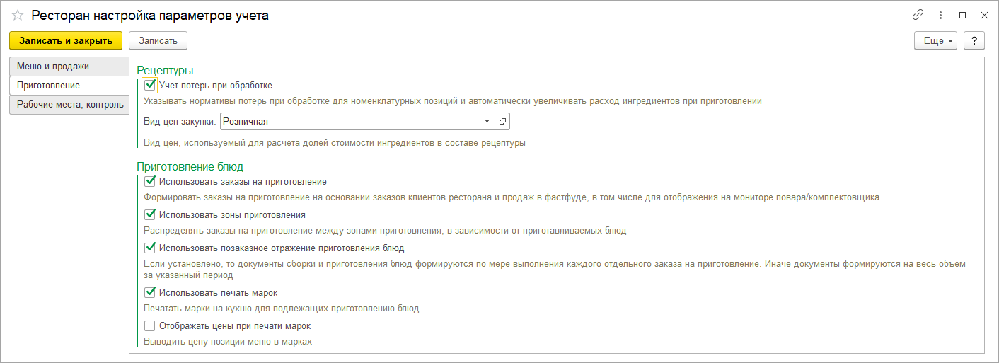 Ресторан настройка параметров учета
Записать и закрыть
Записать
Еще
?
Меню и продажи
Приготовление
Рабочие места, контроль
Рецептуры
Учет потерь при обработке
Указывать нормативы потерь при обработке для номенклатурных позиций и автоматически увеличивать расход ингредиентов при приготовлении
Вид цен закупки: Розничная
Вид цен, используемый для расчета долей стоимости ингредиентов в составе рецептуры
Приготовление блюд
Использовать заказы на приготовление
Формировать заказы на приготовление на основании заказов клиентов ресторана и продаж в фастфуде, в том числе для отображения на мониторе повара/комплектовщика
Использовать зоны приготовления
Распределять заказы на приготовление между зонами приготовления, в зависимости от приготавливаемых блюд
Использовать позаказное отражение приготовления блюд
Если установлено, то документы сборки и приготовления блюд формируются по мере выполнения каждого отдельного заказа на приготовление. Иначе документы формируются на весь объем
за указанный период
Использовать печать марок
Печатать марки на кухню для подлежащих приготовлению блюд
Отображать цены при печати марок
Выводить цену позиции меню в марках